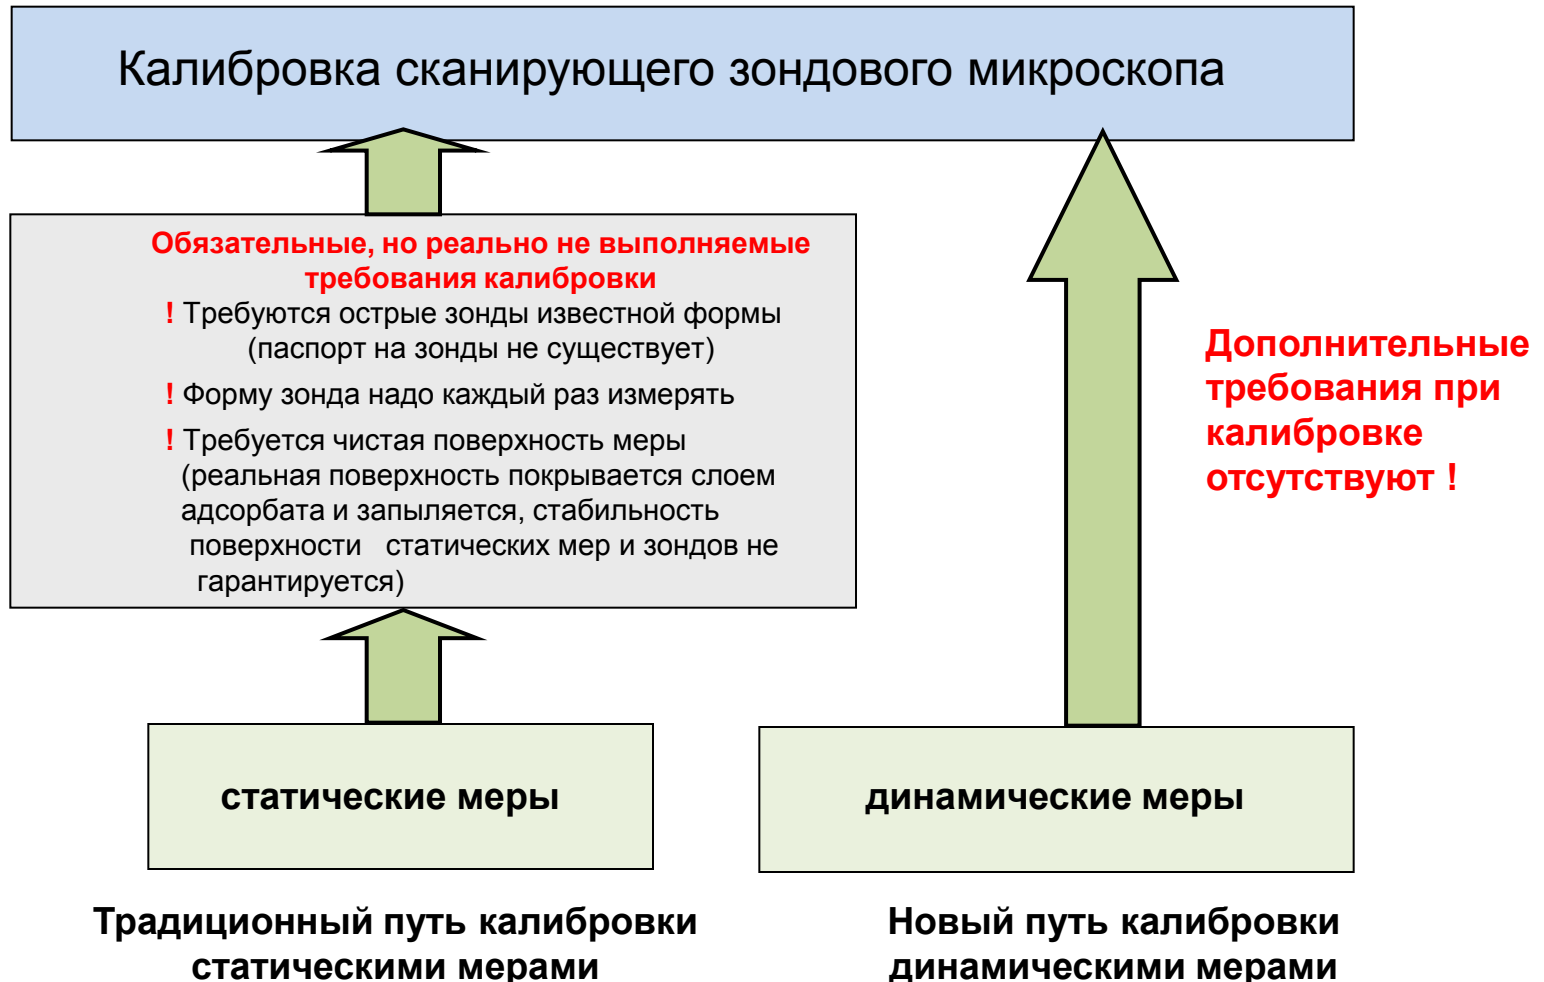 Калибровка сканирующего зондового микроскопа
Обязательные, но реально не выполняемые
требования калибровки
! Требуются острые зонды известной формы
(паспорт на зонды не существует)
! Форму зонда надо каждый раз измерять
! Требуется чистая поверхность меры
(реальная поверхность покрывается слоем
адсорбата и запыляется, стабильность
поверхности статических мер и зондов не
гарантируется)
Дополнительные
требования при
калибровке
отсутствуют !
статические меры
динамические меры
Традиционный путь калибровки
статическими мерами
Новый путь калибровки
динамическими мерами